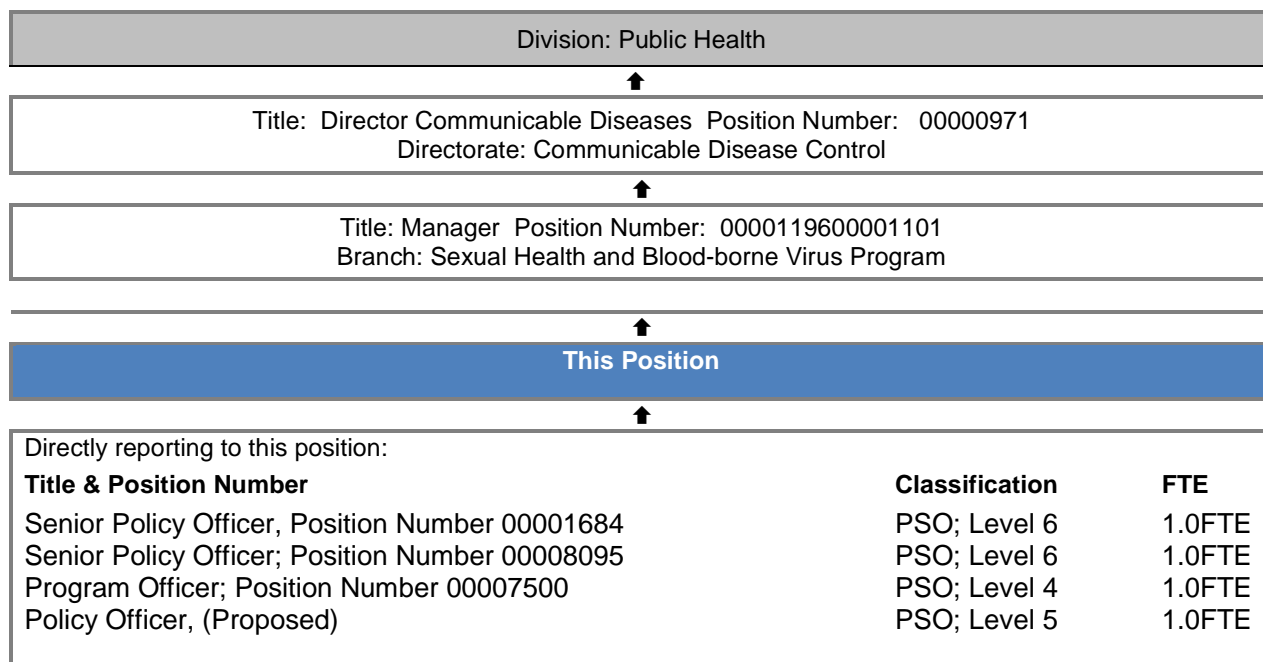 Division: Public Health
Title: Director Communicable Diseases Position Number: 00000971
Directorate: Communicable Disease Control
Title: Manager Position Number: 0000119600001101
Branch: Sexual Health and Blood-borne Virus Program
This Position
Directly reporting to this position:
Title & Position Number Classification FTE
Senior Policy Officer, Position Number 00001684 PSO; Level 6 1.0FTE
Senior Policy Officer; Position Number 00008095 PSO; Level 6 1.0FTE
Program Officer; Position Number 00007500 PSO; Level 4 1.0FTE
Policy Officer, (Proposed) PSO; Level 5 1.0FTE